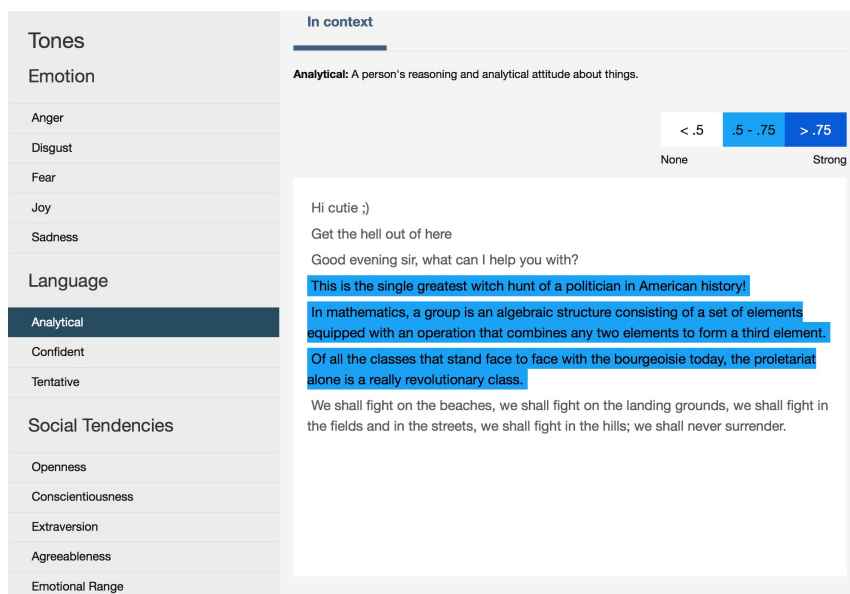 Tones
Emotion
Anger
Disgust
Fear
Joy
Sadness
Language
Analytical
Confident
Tentative
Social Tendencies
Openness
Conscientiousness
Extraversion
Agreeableness
Emotional Range
In context
Analytical: A person's reasoning and analytical attitude about things.
< .5 .5 - .75 > .75
None Strong
Hi cutie ;)
Get the hell out of here
Good evening sir, what can I help you with?
This is the single greatest witch hunt of a politician in American history!
In mathematics, a group is an algebraic structure consisting of a set of elements
equipped with an operation that combines any two elements to form a third element.
Of all the classes that stand face to face with the bourgeoisie today, the proletariat
alone is a really revolutionary class.
We shall fight on the beaches, we shall fight on the landing grounds, we shall fight in
the fields and in the streets, we shall fight in the hills; we shall never surrender.